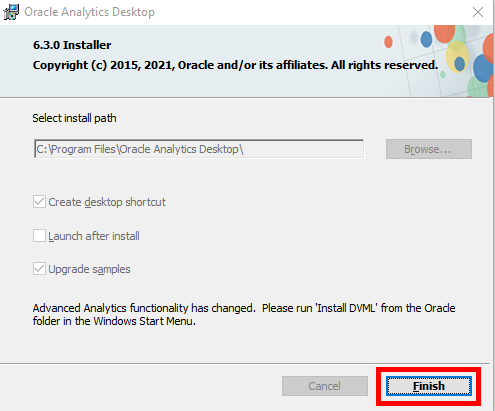 Oracle Analytics Desktop
6.3.0 Installer
Copyright (c) 2015, 2021, Oracle and/or its affiliates. All rights reserved.
Select install path
C:\Program Files\Oracle Analytics Desktop\
Browse...
Create desktop shortcut
Launch after install
Upgrade samples
Advanced Analytics functionality has changed.  Please run 'Install DVML' from the Oracle
folder in the Windows Start Menu.
Cancel
Finish